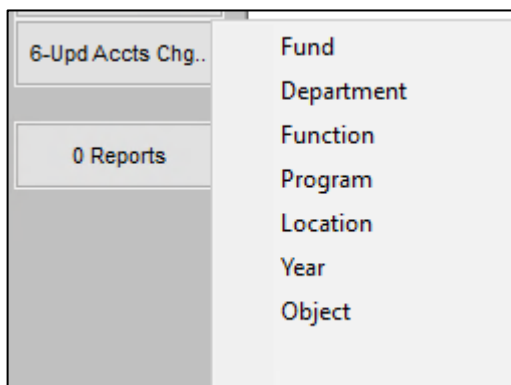 6-Upd Accts Chg..
0 Reports
Fund
Department
Function
Program
Location
Year
Object